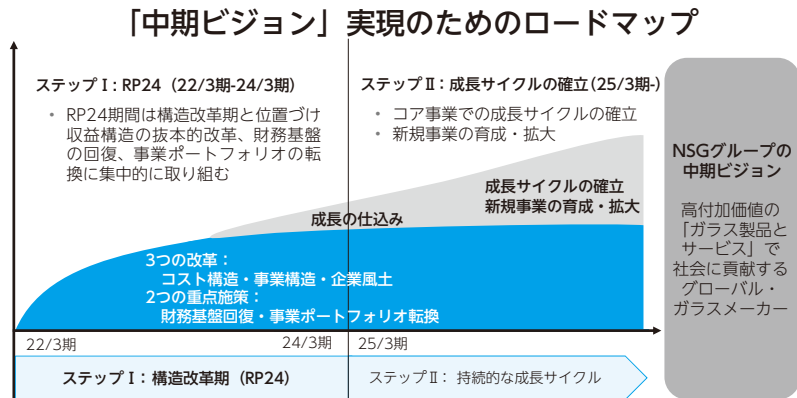 「中期ビジョン」実現のためのロードマップ
ステップⅠ：RP24（22/3期-24/3期）
・ RP24期間は構造改革期と位置づけ
収益構造の抜本的改革、財務基盤
の回復、事業ポートフォリオの転
換に集中的に取り組む
ステップⅡ：成長サイクルの確立（25/3期-）
・ コア事業での成長サイクルの確立
・ 新規事業の育成・拡大
成長の仕込み
成長サイクルの確立
新規事業の育成・拡大
3つの改革：
コスト構造・事業構造・企業風土
2つの重点施策：
財務基盤回復・事業ポートフォリオ転換
22/3期
24/3期
25/3期
ステップⅠ：構造改革期（RP24）
ステップⅡ： 持続的な成長サイクル
NSGグループの
中期ビジョン
高付加価値の
「ガラス製品と
サービス」で
社会に貢献する
グローバル・
ガラスメーカー